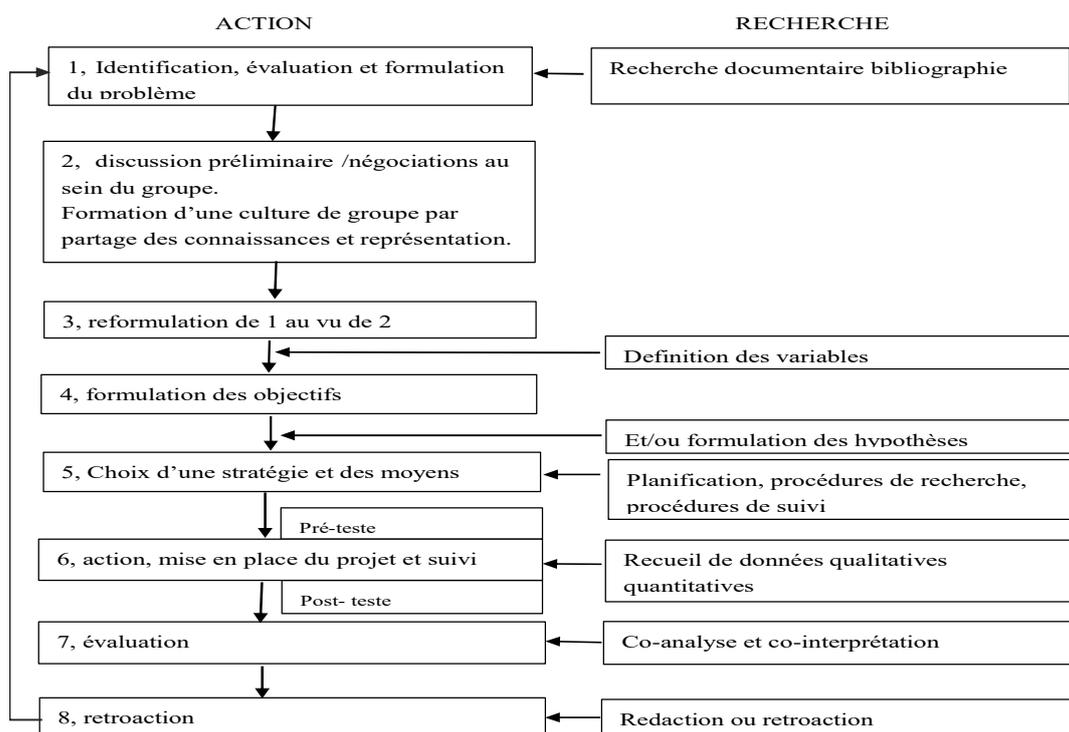 ACTION
RECHERCHE
1, Identification, évaluation et formulation
du problème
Recherche documentaire bibliographie
2, discussion préliminaire /négociations au
sein du groupe.
Formation d’une culture de groupe par
partage des connaissances et représentation.
3, reformulation de 1 au vu de 2
Definition des variables
4, formulation des objectifs
Et/ou formulation des hypothèses
5, Choix d’une stratégie et des moyens
Planification, procédures de recherche,
procédures de suivi
Pré-teste
6, action, mise en place du projet et suivi
Recueil de données qualitatives
quantitatives
Post- teste
7, évaluation
Co-analyse et co-interprétation
8, retroaction
Redaction ou retroaction